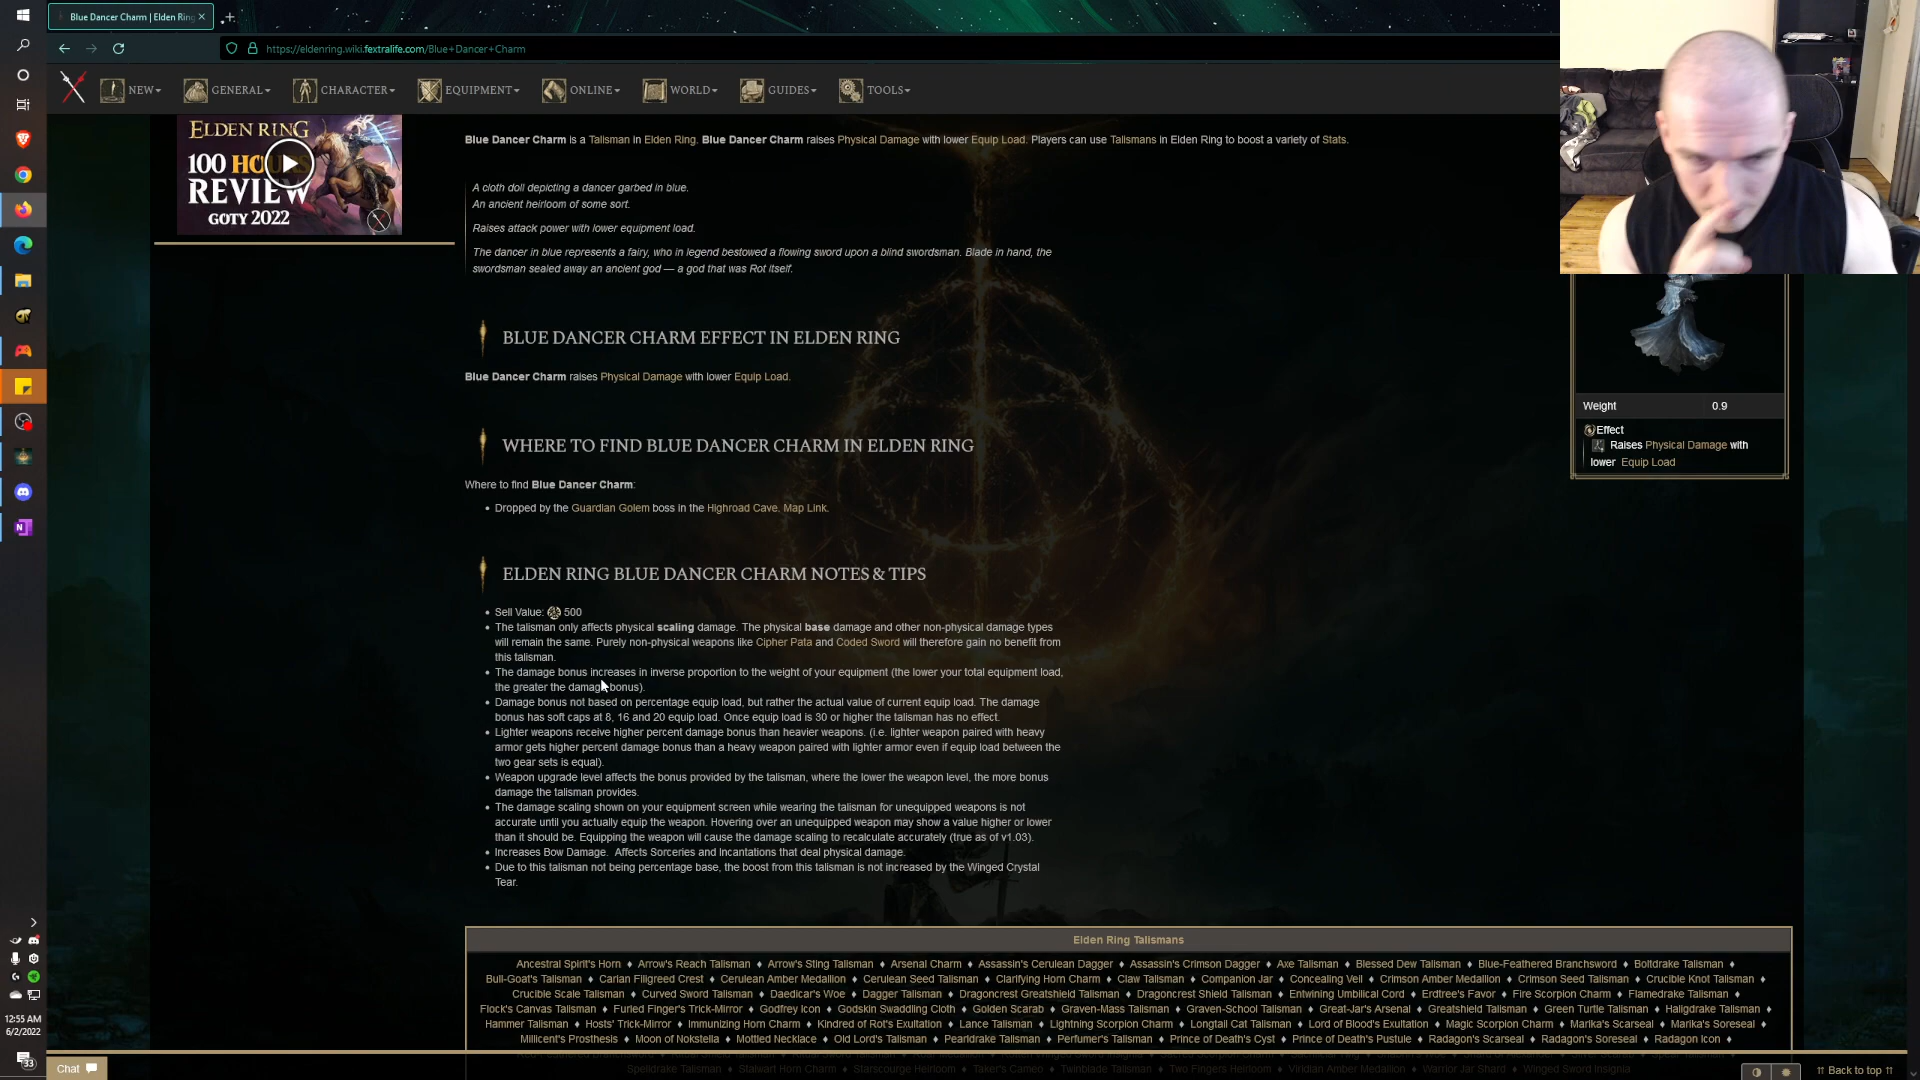 Blue Dancer Charm | Elden Ring
https://eldenring.wiki.fextralife.com/Blue+Dancer+Charm
NEW GENERAL CHARACTER EQUIPMENT ONLINE WORLD GUIDES TOOLS
ELDEN RING
100 HOURS
REVIEW
GOTY 2022
Blue Dancer Charm is a Talisman in Elden Ring. Blue Dancer Charm raises Physical Damage with lower Equip Load. Players can use Talismans in Elden Ring to boost a variety of Stats.
A cloth doll depicting a dancer garbed in blue.
An ancient heirloom of some sort.
Raises attack power with lower equipment load.
The dancer in blue represents a fairy, who in legend bestowed a flowing sword upon a blind swordsman. Blade in hand, the
swordsman sealed away an ancient god — a god that was Rot itself.
BLUE DANCER CHARM EFFECT IN ELDEN RING
Blue Dancer Charm raises Physical Damage with lower Equip Load.
WHERE TO FIND BLUE DANCER CHARM IN ELDEN RING
Where to find Blue Dancer Charm:
• Dropped by the Guardian Golem boss in the Highroad Cave. Map Link.
ELDEN RING BLUE DANCER CHARM NOTES & TIPS
• Sell Value: 500
• The talisman only affects physical scaling damage. The physical base damage and other non-physical damage types
will remain the same. Purely non-physical weapons like Cipher Pata and Coded Sword will therefore gain no benefit from
this talisman.
• The damage bonus increases in inverse proportion to the weight of your equipment (the lower your total equipment load,
the greater the damage bonus).
• Damage bonus not based on percentage equip load, but rather the actual value of current equip load. The damage
bonus has soft caps at 8, 16 and 20 equip load. Once equip load is 30 or higher the talisman has no effect.
• Lighter weapons receive higher percent damage bonus than heavier weapons. (i.e. lighter weapon paired with heavy
armor gets higher percent damage bonus than a heavy weapon paired with lighter armor even if equip load between the
two gear sets is equal).
• Weapon upgrade level affects the bonus provided by the talisman, where the lower the weapon level, the more bonus
damage the talisman provides.
• The damage scaling shown on your equipment screen while wearing the talisman for unequipped weapons is not
accurate until you actually equip the weapon. Hovering over an unequipped weapon may show a value higher or lower
than it should be. Equipping the weapon will cause the damage scaling to recalculate accurately (true as of v1.03).
• Increases Bow Damage. Affects Sorceries and Incantations that deal physical damage.
• Due to this talisman not being percentage base, the boost from this talisman is not increased by the Winged Crystal
Tear.
Weight 0.9
Effect
Raises Physical Damage with
lower Equip Load
Elden Ring Talismans
Ancestral Spirit's Horn ♦ Arrow's Reach Talisman ♦ Arrow's Sting Talisman ♦ Arsenal Charm ♦ Assassin's Cerulean Dagger ♦ Assassin's Crimson Dagger ♦ Axe Talisman ♦ Blessed Dew Talisman ♦ Blue-Feathered Branchsword ♦ Boltdrake Talisman ♦
Bull-Goat's Talisman ♦ Carian Filigreed Crest ♦ Cerulean Amber Medallion ♦ Cerulean Seed Talisman ♦ Clarifying Horn Charm ♦ Claw Talisman ♦ Companion Jar ♦ Concealing Veil ♦ Crimson Amber Medallion ♦ Crimson Seed Talisman ♦ Crucible Knot Talisman ♦
Crucible Scale Talisman ♦ Curved Sword Talisman ♦ Daedicar's Woe ♦ Dagger Talisman ♦ Dragoncrest Greatshield Talisman ♦ Dragoncrest Shield Talisman ♦ Entwining Umbilical Cord ♦ Erdtree's Favor ♦ Fire Scorpion Charm ♦ Flamedrake Talisman ♦
Flock's Canvas Talisman ♦ Furled Finger's Trick-Mirror ♦ Godfrey Icon ♦ Godskin Swaddling Cloth ♦ Golden Scarab ♦ Graven-Mass Talisman ♦ Graven-School Talisman ♦ Great-Jar's Arsenal ♦ Greatshield Talisman ♦ Green Turtle Talisman ♦ Haligdrake Talisman ♦
Hammer Talisman ♦ Hosts' Trick-Mirror ♦ Immunizing Horn Charm ♦ Kindred of Rot's Exultation ♦ Lance Talisman ♦ Lightning Scorpion Charm ♦ Longtail Cat Talisman ♦ Lord of Blood's Exultation ♦ Magic Scorpion Charm ♦ Marika's Scarseal ♦ Marika's Soreseal ♦
Millicent's Prosthesis ♦ Moon of Nokstella ♦ Mottled Necklace ♦ Old Lord's Talisman ♦ Pearldrake Talisman ♦ Perfumer's Talisman ♦ Prince of Death's Cyst ♦ Prince of Death's Pustule ♦ Radagon's Scarseal ♦ Radagon's Soreseal ♦ Radagon Icon ♦
Spelldrake Talisman ♦ Stalwart Horn Charm ♦ Starscourge Heirloom ♦ Taker's Cameo ♦ Twinblade Talisman ♦ Two Fingers Heirloom ♦ Viridian Amber Medallion ♦ Warrior Jar Shard ♦ Winged Sword Insignia
12:55 AM
6/2/2022
33
Chat
Back to top